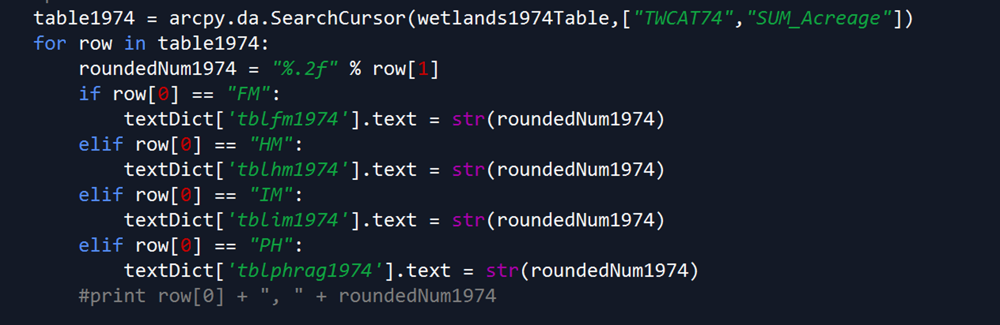 table1974 = arcpy.da.SearchCursor(wetlands1974Table,["TWCAT74","SUM_Acreage"])
for row in table1974:
    roundedNum1974 = "%.2f" % row[1]
    if row[0] == "FM":
        textDict['tblfm1974'].text = str(roundedNum1974)
    elif row[0] == "HM":
        textDict['tblhm1974'].text = str(roundedNum1974)
    elif row[0] == "IM":
        textDict['tblim1974'].text = str(roundedNum1974)
    elif row[0] == "PH":
        textDict['tblphrag1974'].text = str(roundedNum1974)
    #print row[0] + ", " + roundedNum1974